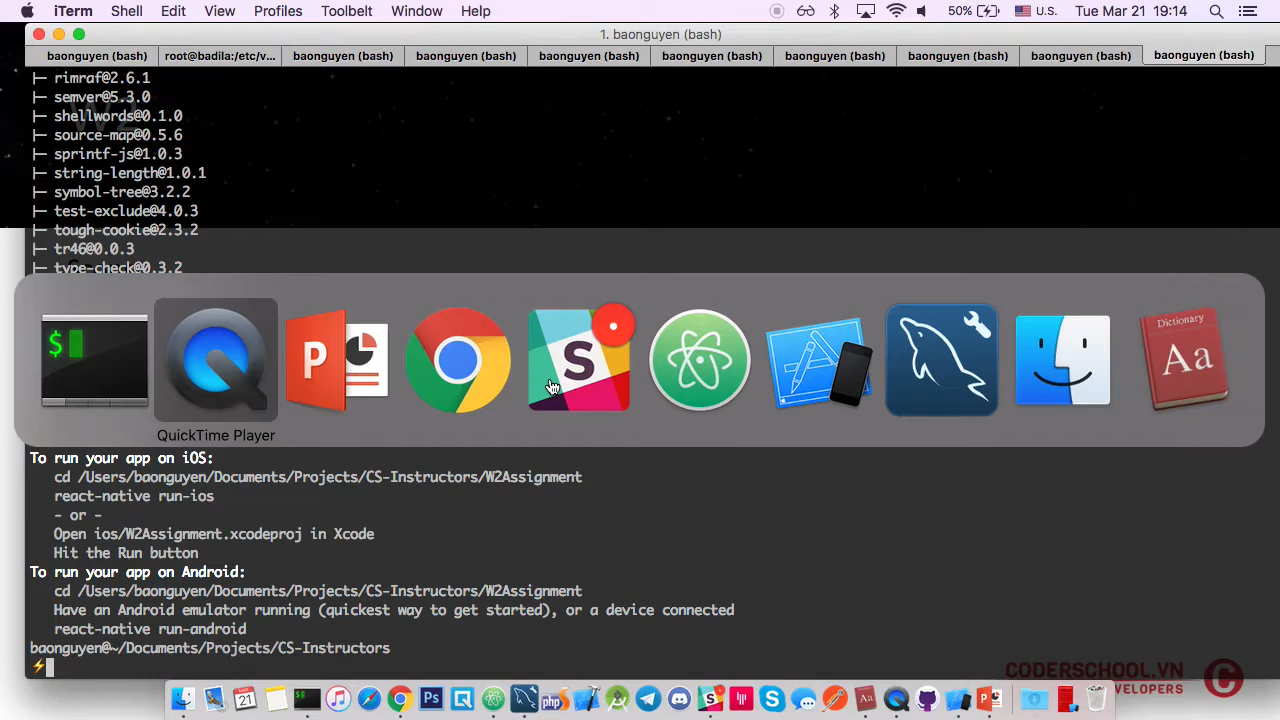 iTerm Shell Edit View Profiles Toolbelt Window Help 50% U.S. Tue Mar 21 19:14
1. baonguyen (bash)
baonguyen (bash) root@badila:/etc/v... baonguyen (bash) baonguyen (bash) baonguyen (bash) baonguyen (bash) baonguyen (bash) baonguyen (bash) baonguyen (bash) baonguyen (bash)
├─ rimraf@2.6.1
├─ semver@5.3.0
├─ shellwords@0.1.0
├─ source-map@0.5.6
├─ sprintf-js@1.0.3
├─ string-length@1.0.1
├─ symbol-tree@3.2.2
├─ test-exclude@4.0.3
├─ tough-cookie@2.3.2
├─ tr46@0.0.3
├─ type-check@0.3.2
W2
$
P
S
Dictionary
Aa
QuickTime Player
To run your app on iOS:
cd /Users/baonguyen/Documents/Projects/CS-Instructors/W2Assignment
react-native run-ios
- or -
Open ios/W2Assignment.xcodeproj in Xcode
Hit the Run button
To run your app on Android:
cd /Users/baonguyen/Documents/Projects/CS-Instructors/W2Assignment
Have an Android emulator running (quickest way to get started), or a device connected
react-native run-android
baonguyen@~/Documents/Projects/CS-Instructors
CODERSCHOOL.VN
C